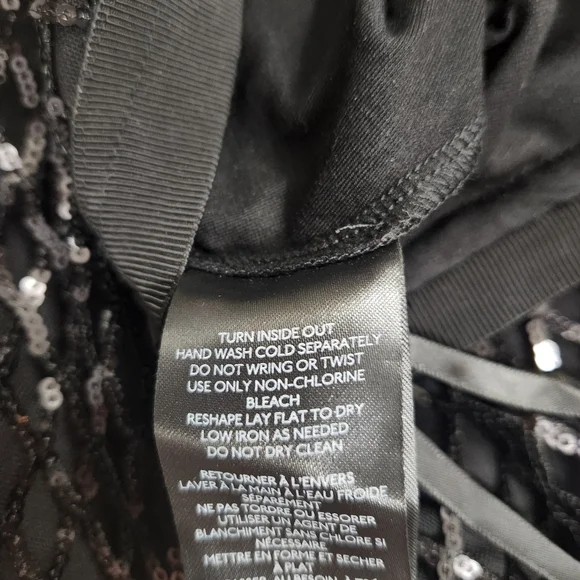 TURN INSIDE OUT
HAND WASH COLD SEPARATELY
DO NOT WRING OR TWIST
USE ONLY NON-CHLORINE
BLEACH
RESHAPE LAY FLAT TO DRY
LOW IRON AS NEEDED
DO NOT DRY CLEAN
RETOURNER À L'ENVERS
LAVER À LA MAIN À L'EAU FROIDE
SÉPARÉMENT
NE PAS TORDRE OU ESSORER
UTILISER UN AGENT DE
BLANCHIMENT SANS CHLORE SI
NÉCESSAIRE
METTRE EN FORME ET SECHER
À PLAT
AU BESOIN